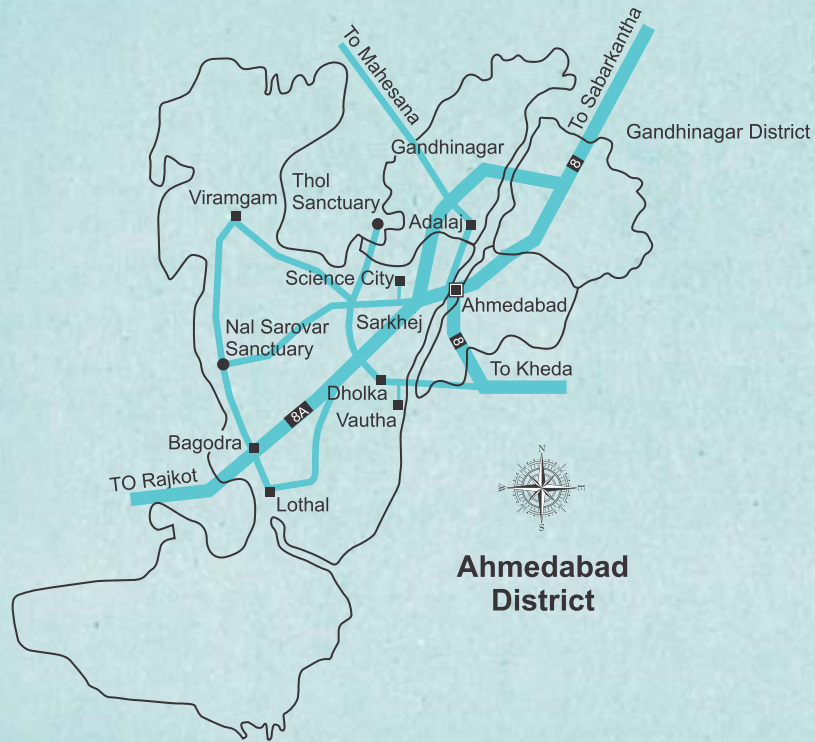 To Mahesana
To Sabarkantha
Gandhinagar District
Gandhinagar
8
Thol
Sanctuary
Viramgam
Adalaj
Science City
Ahmedabad
Sarkhej
Nal Sarovar
Sanctuary
8
To Kheda
Dholka
8A
Vautha
Bagodra
TO Rajkot
Lothal
N
W
E
S
Ahmedabad
District